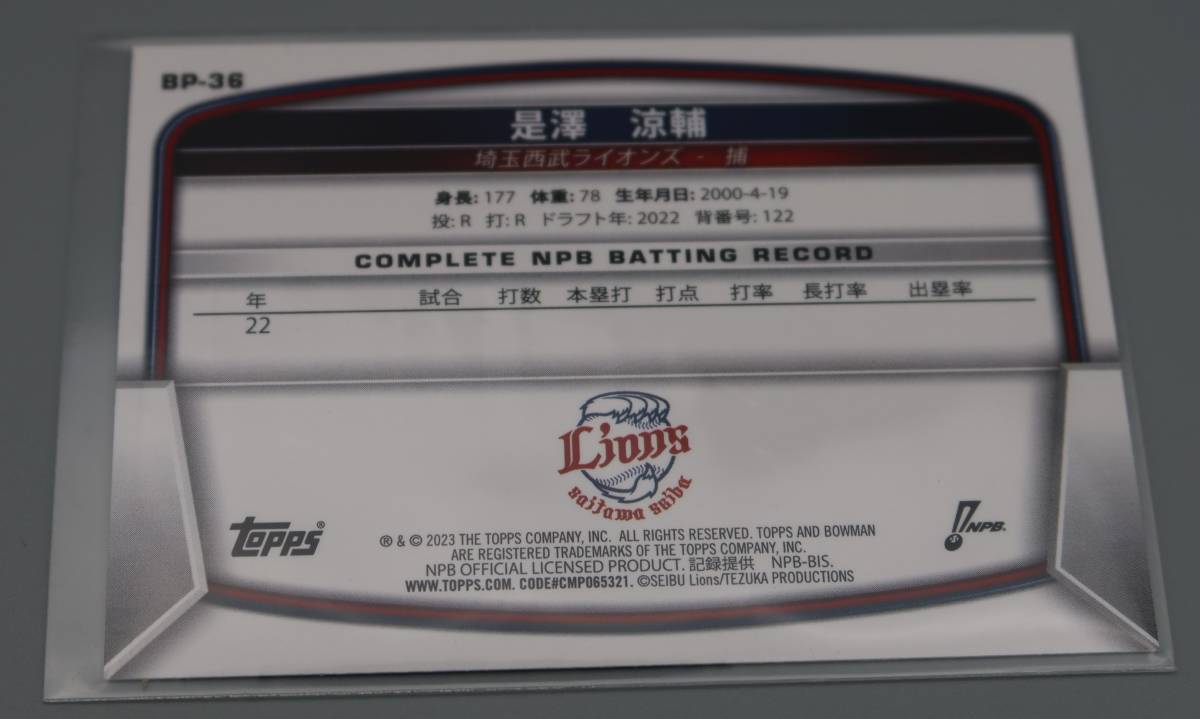 BP-36
是澤 涼輔
埼玉西武ライオンズ - 捕
身長: 177 体重: 78 生年月日: 2000-4-19
投: R 打: R ドラフト年: 2022 背番号: 122
COMPLETE NPB BATTING RECORD
年 試合 打数 本塁打 打点 打率 長打率 出塁率
22
Lions
Saitama Seibu
Topps®
NPB.
® & © 2023 THE TOPPS COMPANY, INC. ALL RIGHTS RESERVED. TOPPS AND BOWMAN
ARE REGISTERED TRADEMARKS OF THE TOPPS COMPANY, INC.
NPB OFFICIAL LICENSED PRODUCT. 記録提供 NPB-BIS.
WWW.TOPPS.COM. CODE#CMP065321. ©SEIBU Lions/TEZUKA PRODUCTIONS